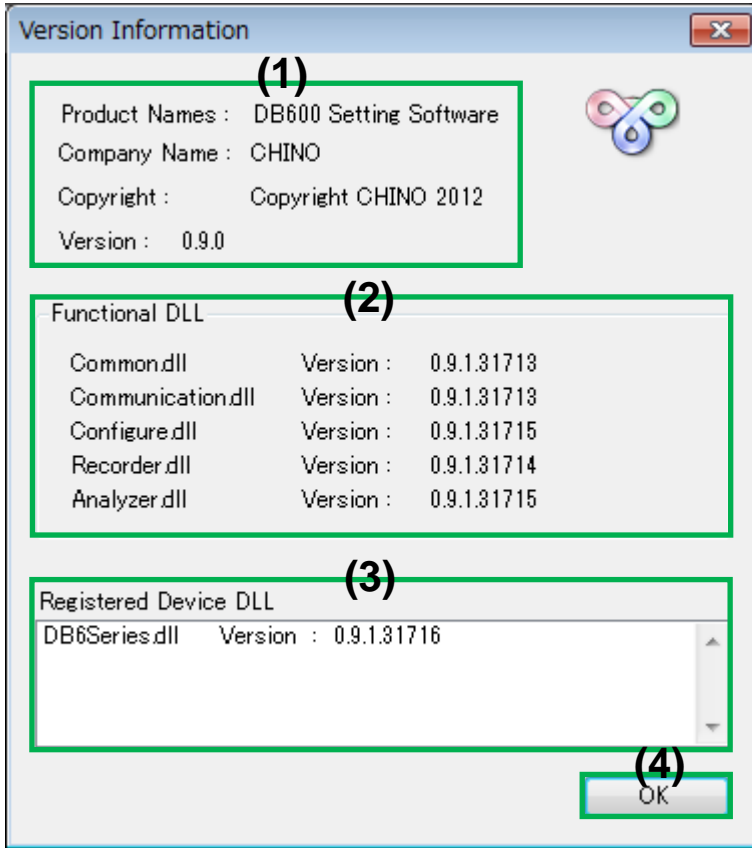 Version Information
(1)
Product Names : DB600 Setting Software
Company Name : CHINO
Copyright : Copyright CHINO 2012
Version : 0.9.0
(2)
Functional DLL
Common.dll Version : 0.9.1.31713
Communication.dll Version : 0.9.1.31713
Configure.dll Version : 0.9.1.31715
Recorder.dll Version : 0.9.1.31714
Analyzer.dll Version : 0.9.1.31715
(3)
Registered Device DLL
DB6Series.dll Version : 0.9.1.31716
(4)
OK